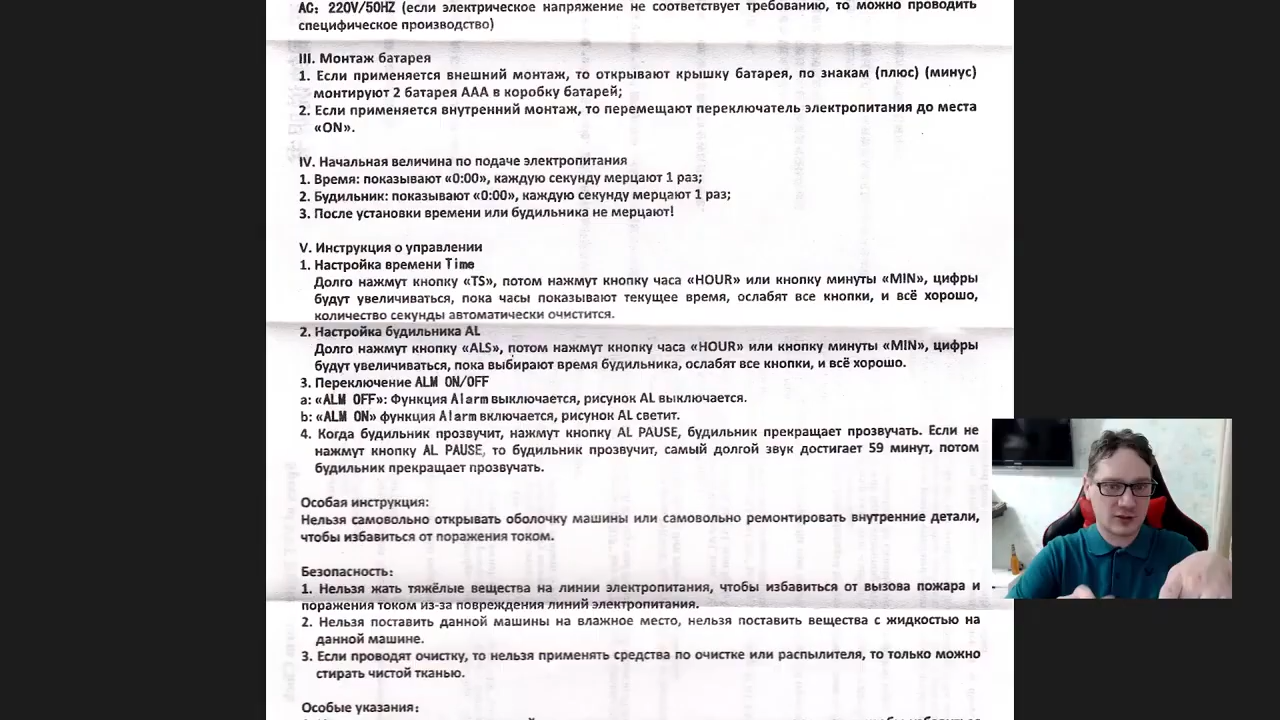 AC: 220V/50HZ (если электрическое напряжение не соответствует требованию, то можно проводить
специфическое производство)
III. Монтаж батарея
1. Если применяется внешний монтаж, то открывают крышку батарея, по знакам (плюс) (минус)
монтируют 2 батарея ААА в коробку батарей;
2. Если применяется внутренний монтаж, то перемещают переключатель электропитания до места
«ON».
IV. Начальная величина по подаче электропитания
1. Время: показывают «0:00», каждую секунду мерцают 1 раз;
2. Будильник: показывают «0:00», каждую секунду мерцают 1 раз;
3. После установки времени или будильника не мерцают!
V. Инструкция о управлении
1. Настройка времени Time
Долго нажмут кнопку «TS», потом нажмут кнопку часа «HOUR» или кнопку минуты «MIN», цифры
будут увеличиваться, пока часы показывают текущее время, ослабят все кнопки, и всё хорошо,
количество секунды автоматически очистится.
2. Настройка будильника AL
Долго нажмут кнопку «ALS», потом нажмут кнопку часа «HOUR» или кнопку минуты «MIN», цифры
будут увеличиваться, пока выбирают время будильника, ослабят все кнопки, и всё хорошо.
3. Переключение ALM ON/OFF
a: «ALM OFF»: Функция Alarm выключается, рисунок AL выключается.
b: «ALM ON» функция Alarm включается, рисунок AL светит.
4. Когда будильник прозвучит, нажмут кнопку AL PAUSE, будильник прекращает прозвучать. Если не
нажмут кнопку AL PAUSE, то будильник прозвучит, самый долгой звук достигает 59 минут, потом
будильник прекращает прозвучать.
Особая инструкция:
Нельзя самовольно открывать оболочку машины или самовольно ремонтировать внутренние детали,
чтобы избавиться от поражения током.
Безопасность:
1. Нельзя жать тяжёлые вещества на линии электропитания, чтобы избавиться от вызова пожара и
поражения током из-за повреждения линий электропитания.
2. Нельзя поставить данной машины на влажное место, нельзя поставить вещества с жидкостью на
данной машине.
3. Если проводят очистку, то нельзя применять средства по очистке или распылителя, то только можно
стирать чистой тканью.
Особые указания: